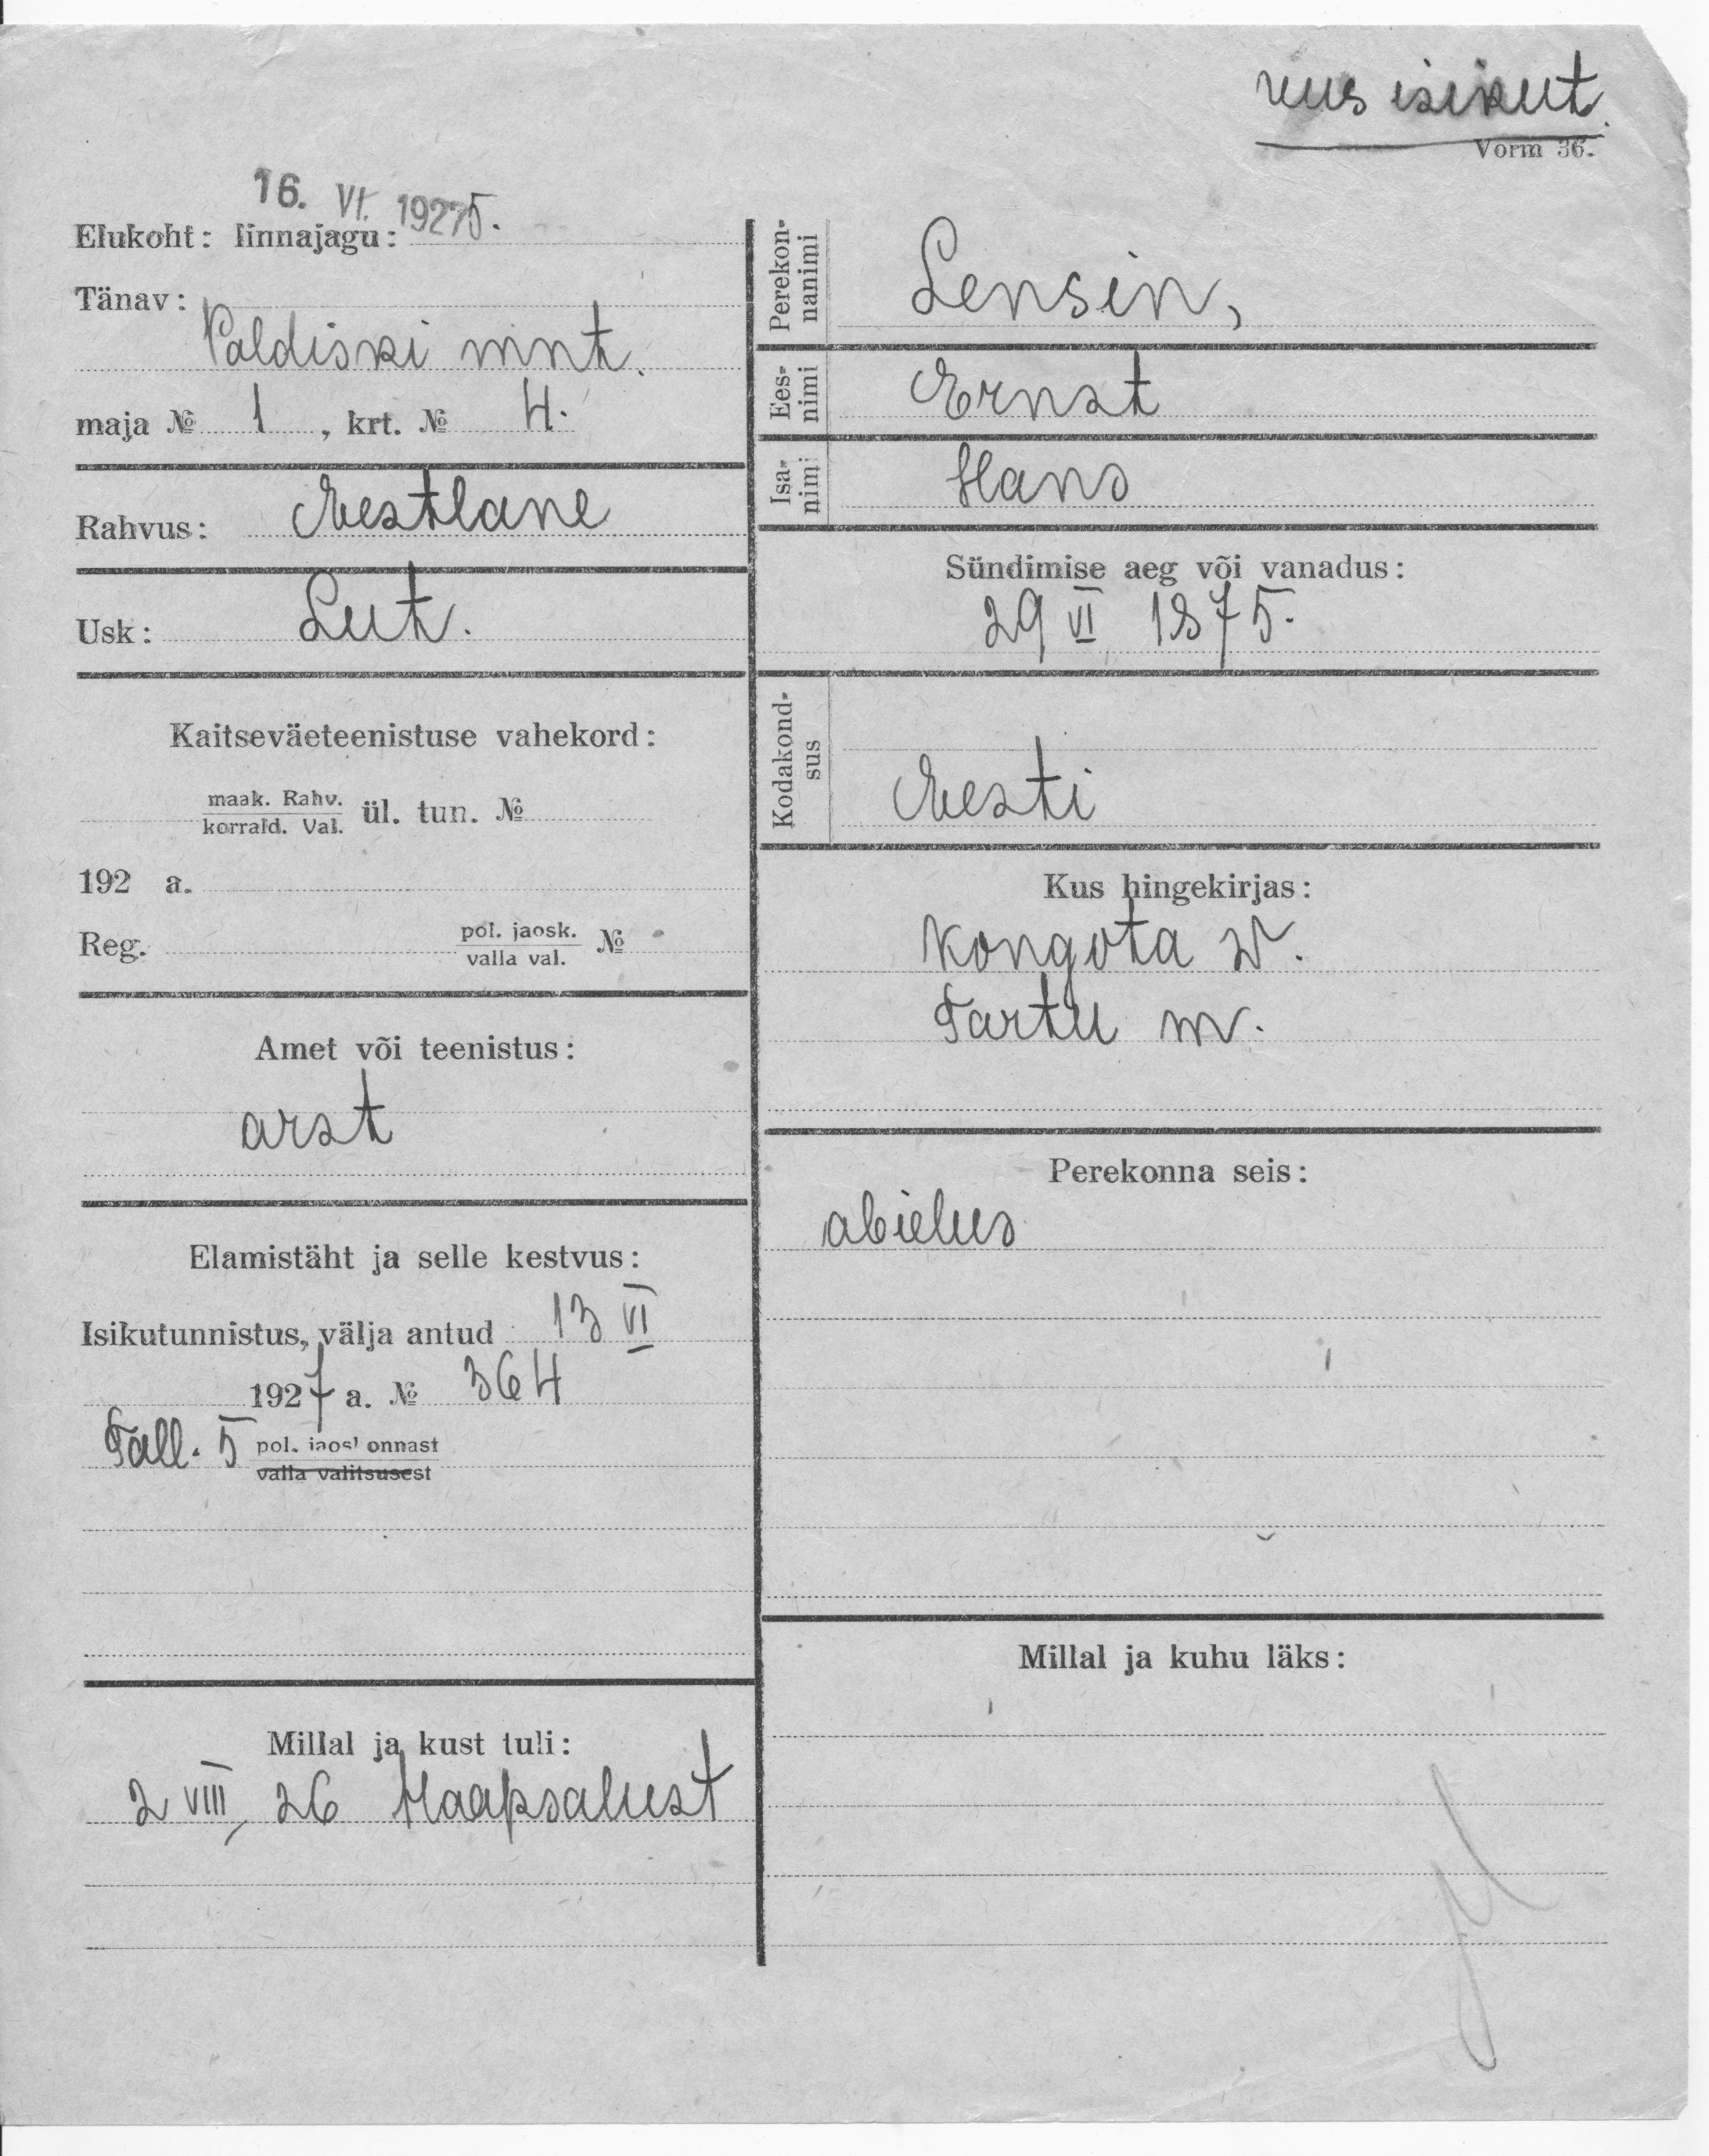 uus isikut.
Vorm 36.
16. VI. 1927 5.
Elukoht: linnajagu:
Tänav:
Paldiski mnt.
maja № 1, krt. № 4.
Rahvus: Eestlane
Usk: Lut.
Kaitseväeteenistuse vahekord:
maak. Rahv.
korrald. Val. ül. tun. №
192 a.
Reg. pol. jaosk.
valla val. №
Amet või teenistus:
arst
Elamistäht ja selle kestvus:
Isikutunnistus, välja antud 13 VI
1927 a. № 364
Tall. 5 pol. jaoskonnast
valla valitsusest
Millal ja kust tuli:
2 VIII, 26 Haapsalust
Perekon-
nanimi
Lensin,
Ees-
nimi
Ernst
Isa-
nimi
Hans
Sündimise aeg või vanadus:
29 VI 1875.
Kodakond-
sus
Eesti
Kus hingekirjas:
Kongota W.
Tartu m.
Perekonna seis:
abielus
Millal ja kuhu läks: